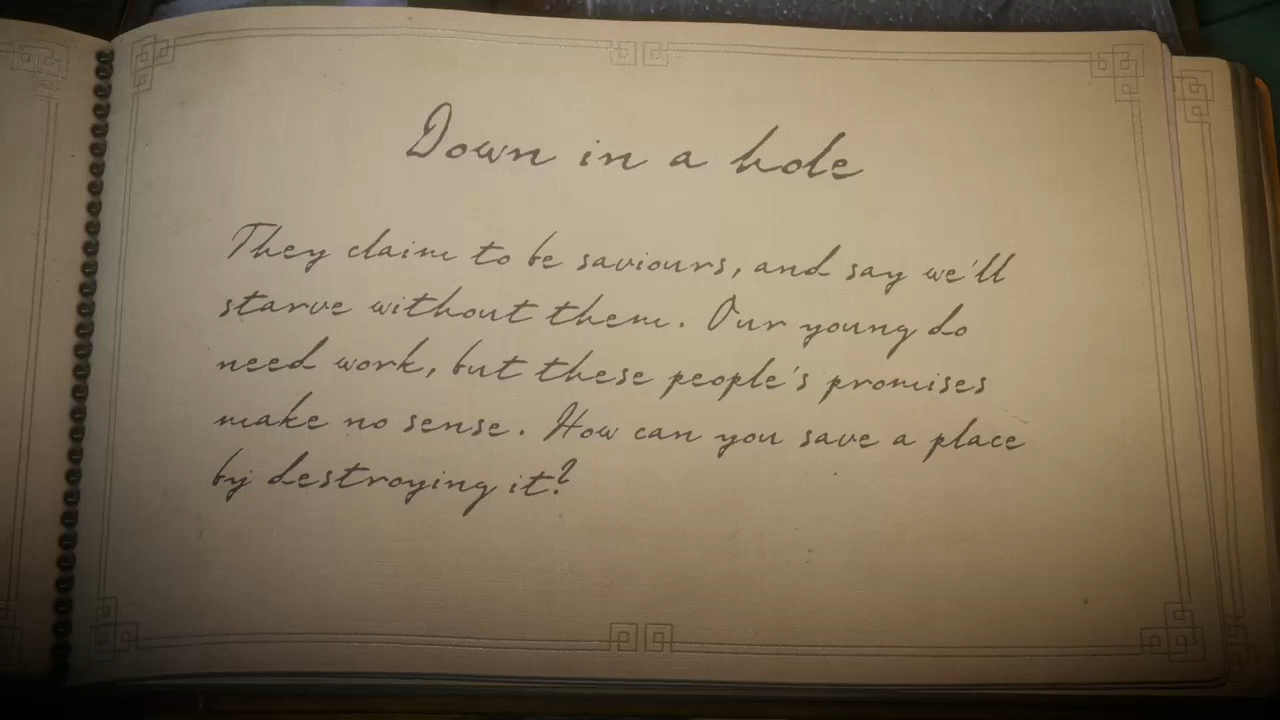 Down in a hole
They claim to be saviours, and say we'll
starve without them. Our young do
need work, but these people's promises
make no sense. How can you save a place
by destroying it?